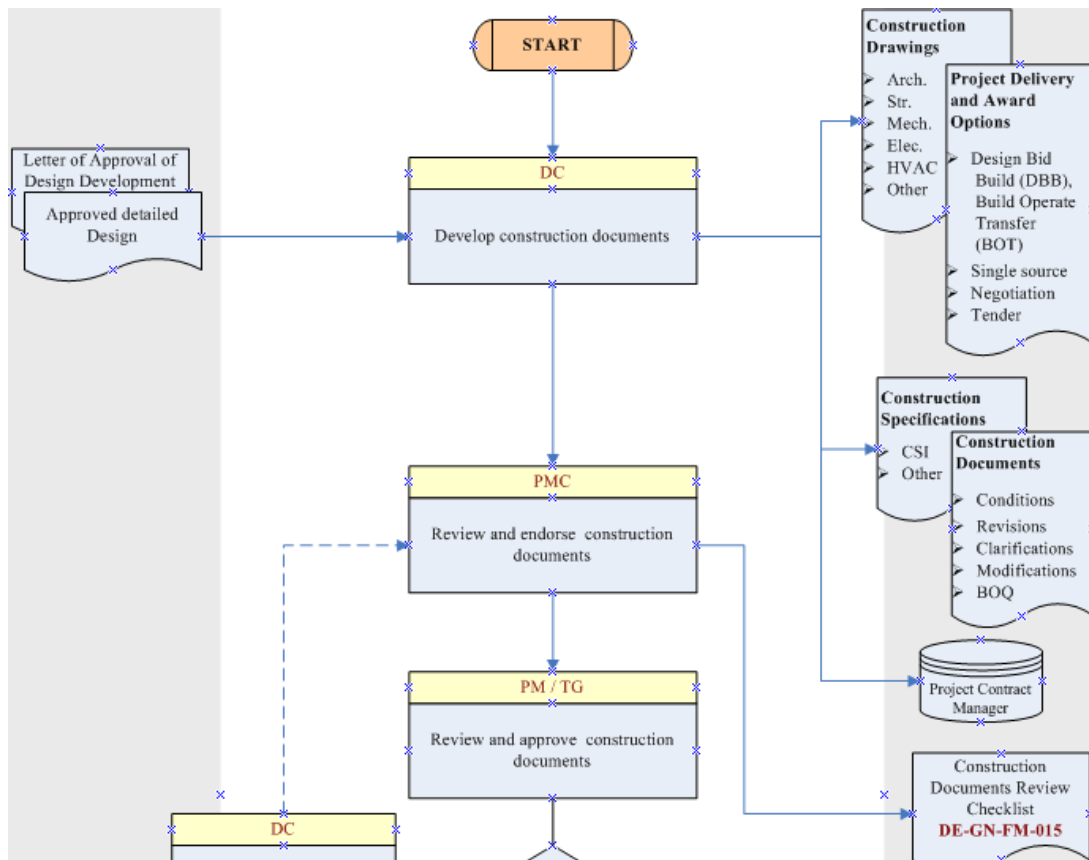 START
Letter of Approval of
Design Development
Approved detailed
Design
DC
Develop construction documents
Construction
Drawings
Arch.
Str.
Mech.
Elec.
HVAC
Other
Project Delivery
and Award
Options
Design Bid
Build (DBB),
Build Operate
Transfer
(BOT)
Single source
Negotiation
Tender
Construction
Specifications
CSI
Other
Construction
Documents
Conditions
Revisions
Clarifications
Modifications
BOQ
PMC
Review and endorse construction
documents
PM / TG
Review and approve construction
documents
Project Contract
Manager
Construction
Documents Review
Checklist
DE-GN-FM-015
DC